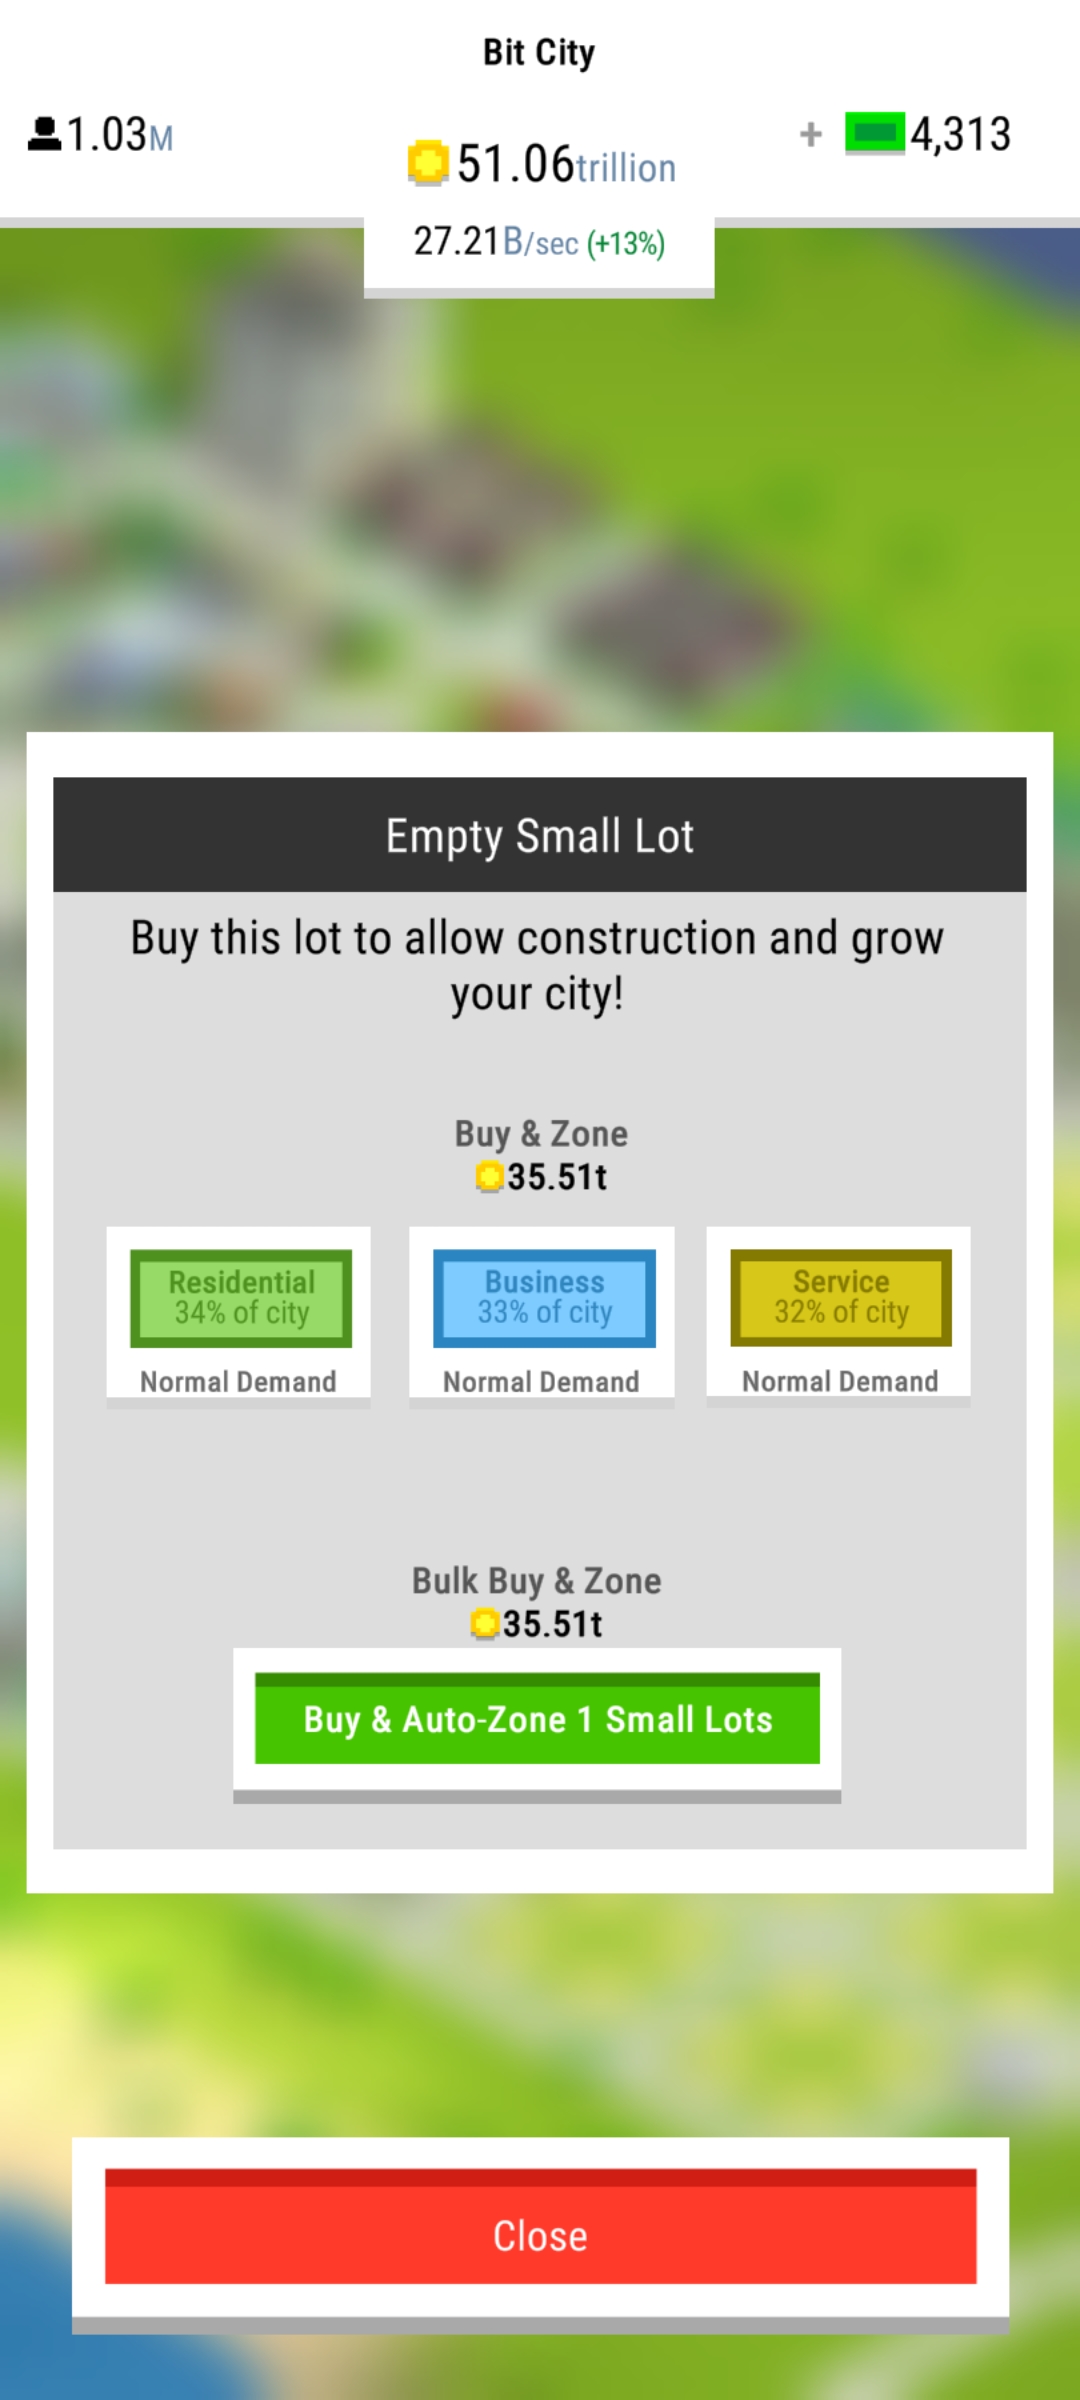 Bit City
1.03M
51.06trillion
+ 4,313
27.21B/sec (+13%)
Empty Small Lot
Buy this lot to allow construction and grow
your city!
Buy & Zone
35.51t
Residential
34% of city
Normal Demand
Business
33% of city
Normal Demand
Service
32% of city
Normal Demand
Bulk Buy & Zone
35.51t
Buy & Auto-Zone 1 Small Lots
Close